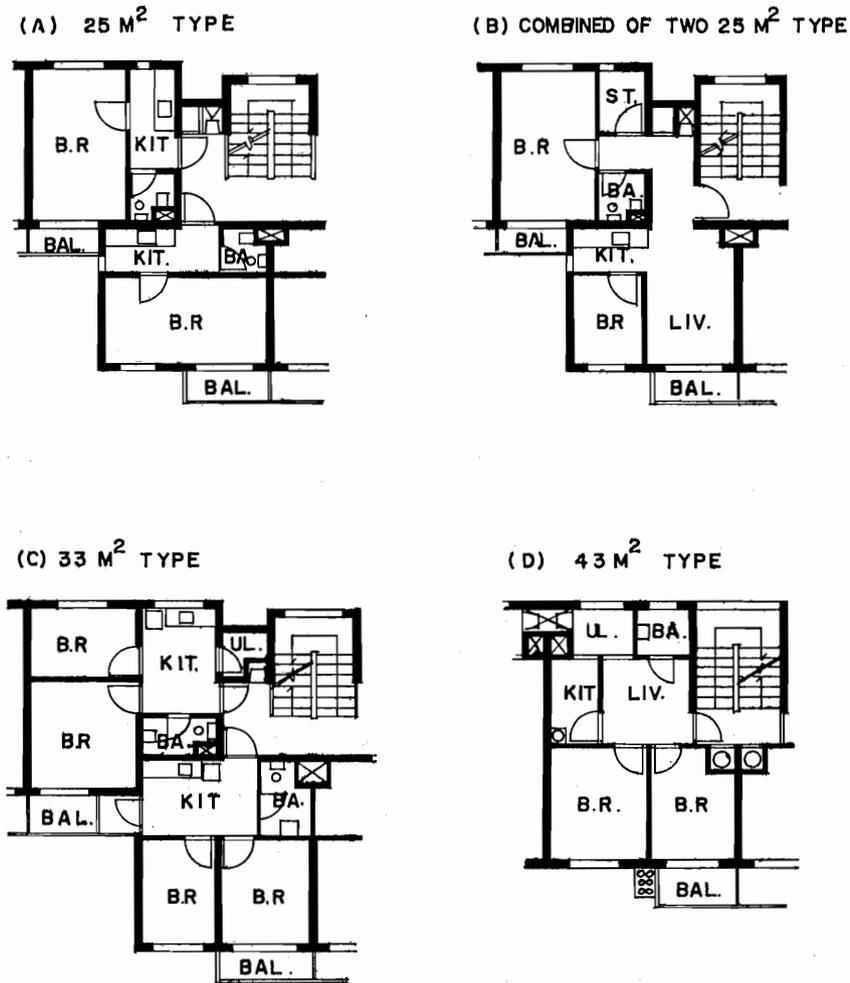 (A) 25 M² TYPE
B.R
KIT
BAL.
KIT.
BA.
B.R
BAL.
(B) COMBINED OF TWO 25 M² TYPE
ST.
B.R
BA.
BAL.
KIT.
B.R
LIV.
BAL.
(C) 33 M² TYPE
B.R
UL.
KIT.
B.R
BA.
KIT
BA.
BAL.
B.R
B.R
BAL.
(D) 43 M² TYPE
UL.
BA.
KIT
LIV.
B.R.
B.R
BAL.